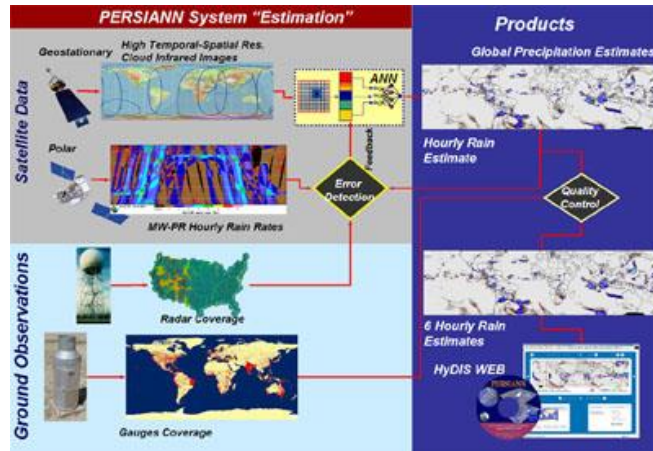 PERSIANN System “Estimation”
Products
Satellite Data
Geostationary
High Temporal-Spatial Res.
Cloud Infrared Images
ANN
Global Precipitation Estimates
Feedback
Hourly Rain
Estimate
Polar
Error
Detection
Quality
Control
MW-PR Hourly Rain Rates
Ground Observations
Radar Coverage
6 Hourly Rain
Estimates
HyDIS WEB
PERSIANN
Gauges Coverage